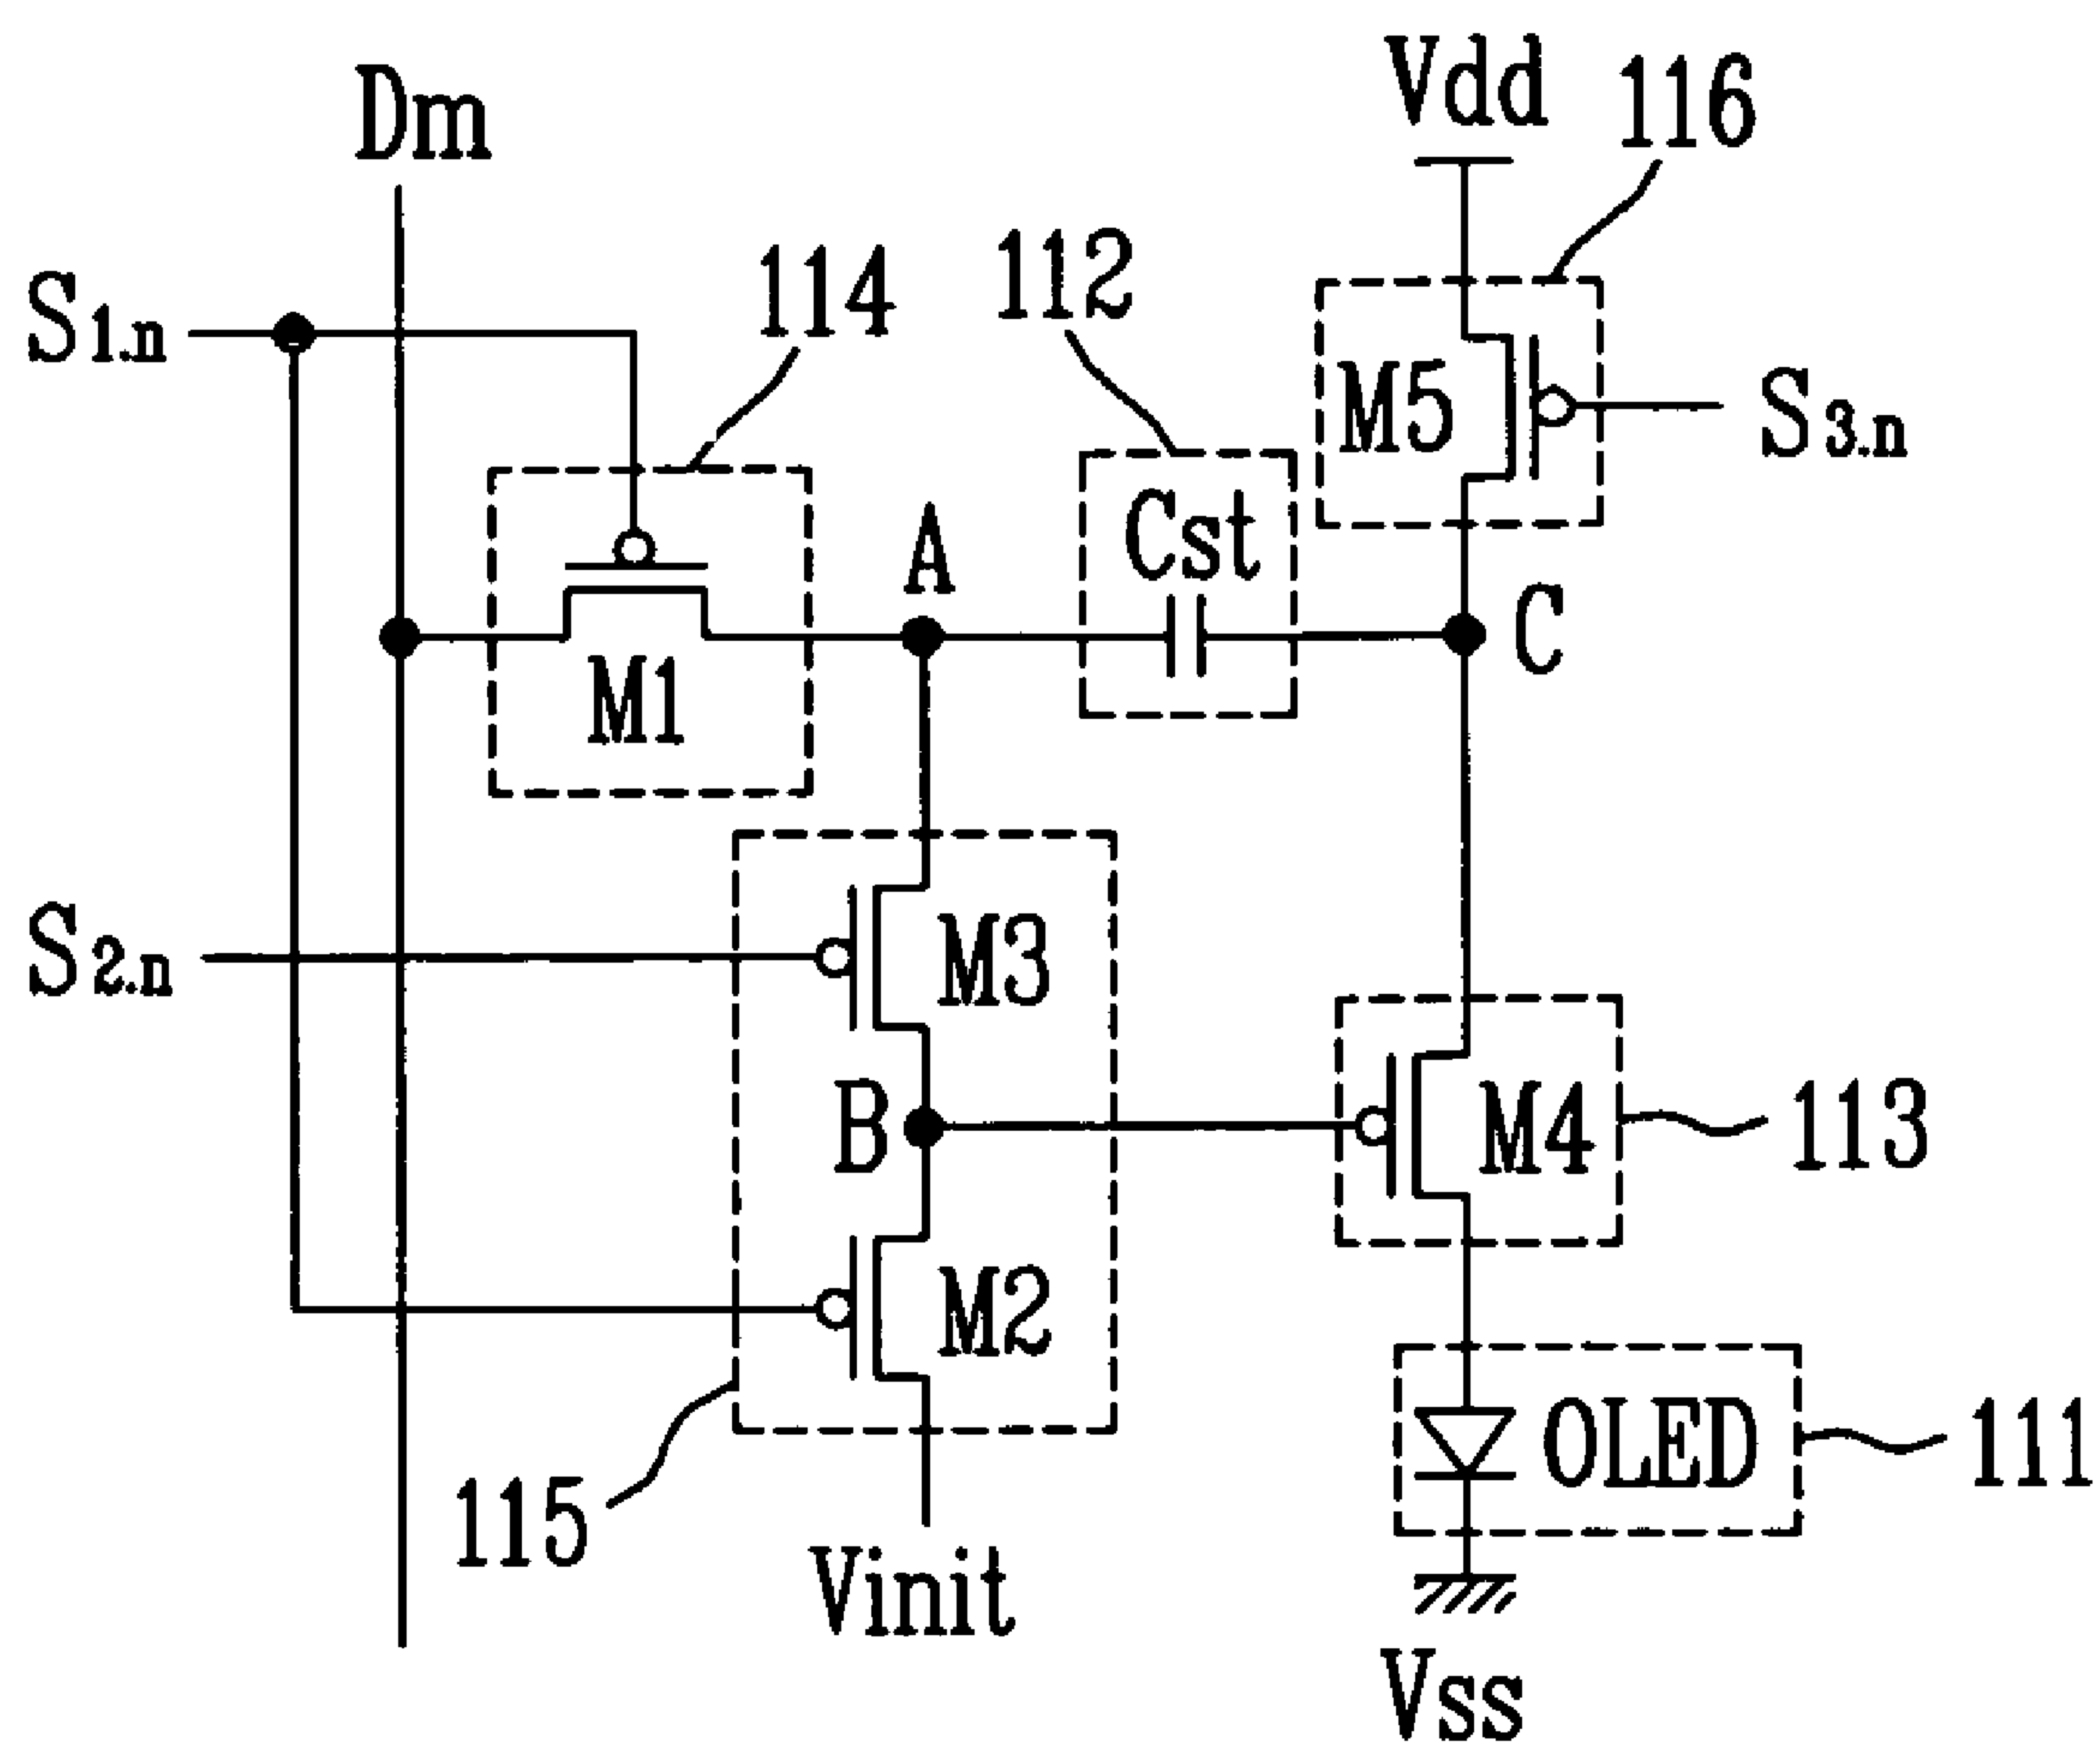 Vdd
116
Dm
114
112
S1.n
M5
S3.n
Cst
A
C
M1
S2.n
M3
B
M4
113
M2
OLED
111
115
Vinit
Vss